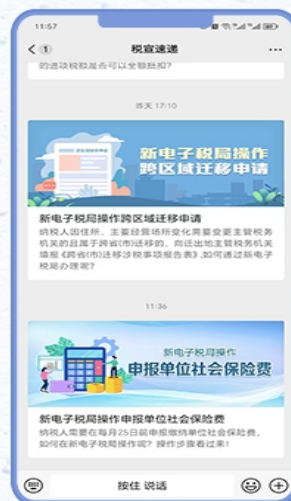 11:57
1
税宣速递
的进项税额是否可以全额抵扣?
昨天 17:10
新电子税局操作
跨区域迁移申请
新电子税局操作跨区域迁移申请
纳税人因住所、主要经营场所变化需要变更主管税务
机关的且属于跨省(市)迁移的、向迁出地主管税务机关
填报《跨省(市)迁移涉税事项报告表》,如何通过新电子
税局办理呢?
11:36
新电子税局操作
申报单位社会保险费
新电子税局操作申报单位社会保险费
纳税人需要在每月25日前申报缴纳单位社会保险费,
如何在新电子税局操作呢?操作步骤看过来!
按住 说话